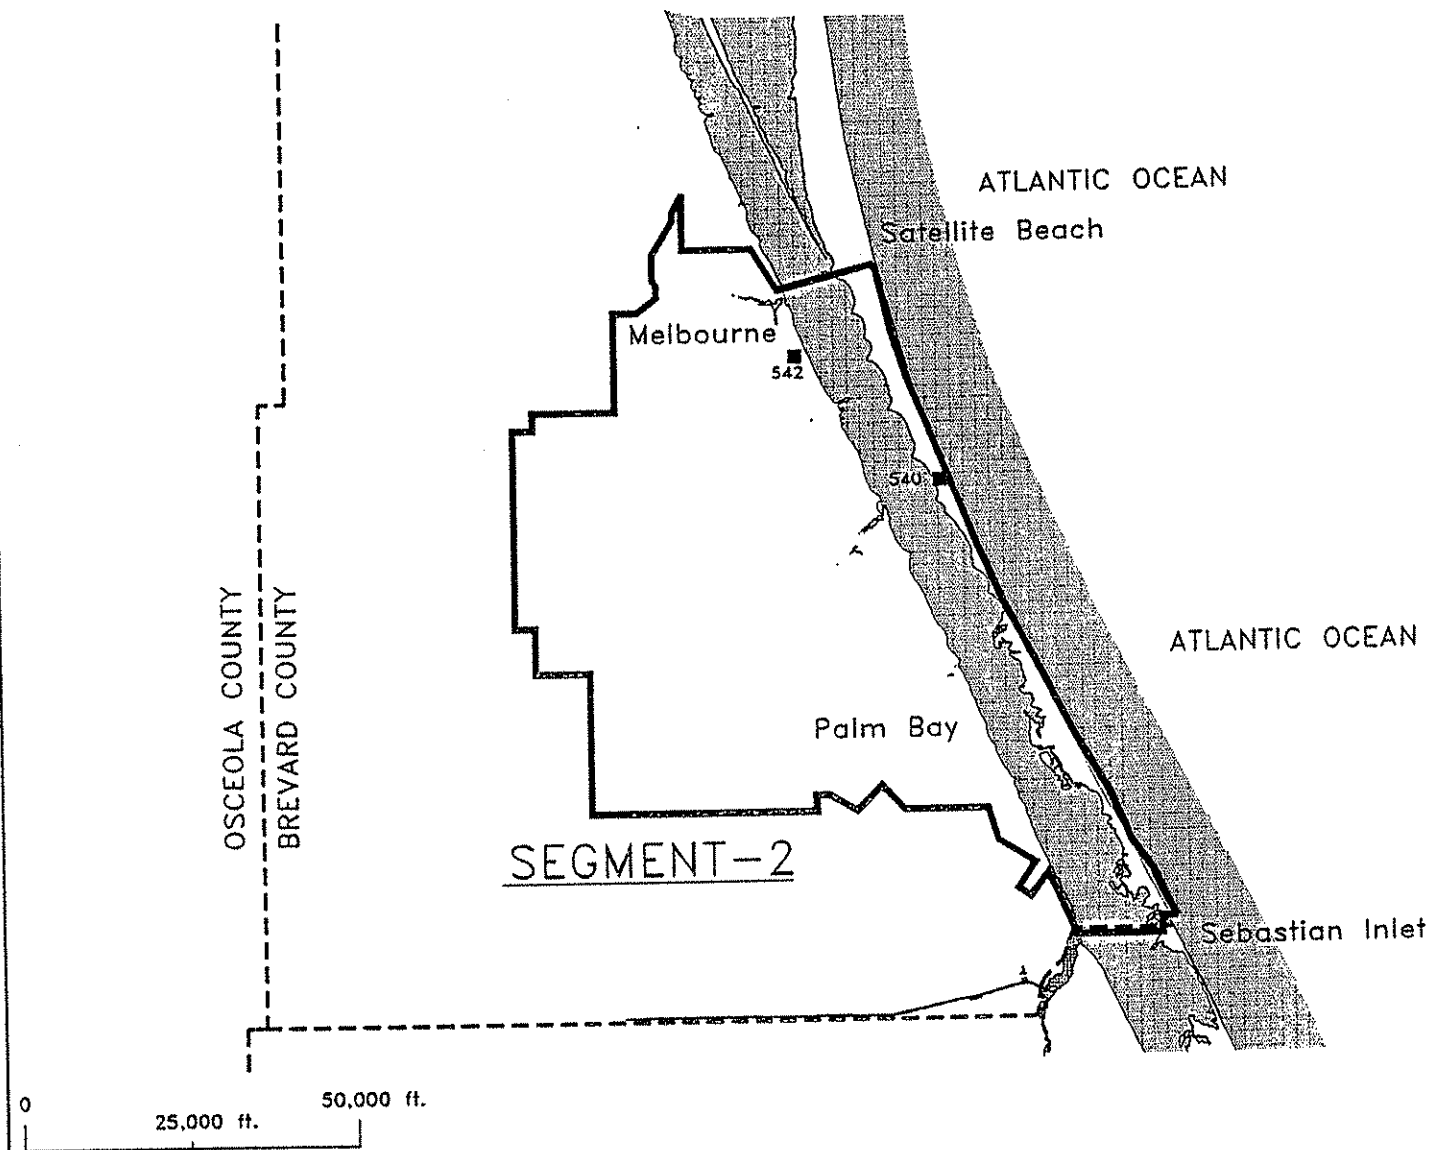 ATLANTIC OCEAN
Satellite Beach
Melbourne
542
540
OSCEOLA COUNTY
BREVARD COUNTY
ATLANTIC OCEAN
Palm Bay
SEGMENT-2
Sebastian Inlet
0
25,000 ft.
50,000 ft.